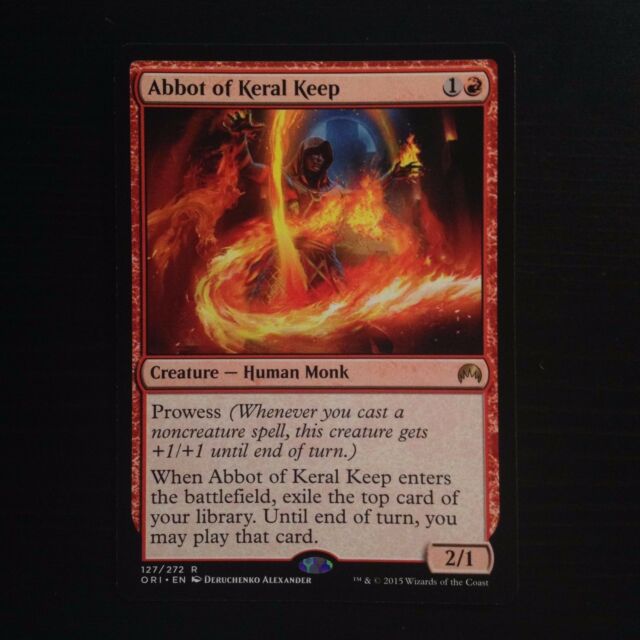 Abbot of Keral Keep 1
Creature — Human Monk
Prowess (Whenever you cast a
noncreature spell, this creature gets
+1/+1 until end of turn.)
When Abbot of Keral Keep enters
the battlefield, exile the top card of
your library. Until end of turn, you
may play that card.
2/1
127/272 R
ORI • EN Deruchenko Alexander
™ & © 2015 Wizards of the Coast